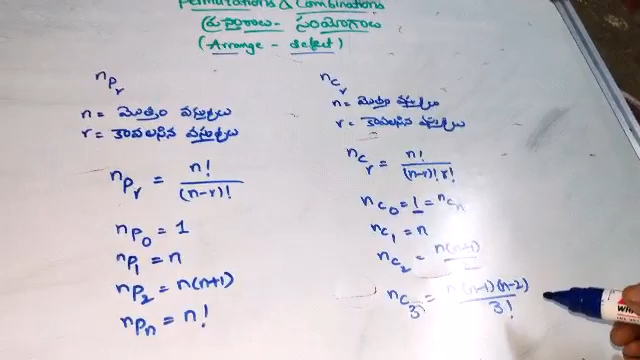 Permutations & Combinations
ప్రస్తారాలు - సంయోగాలు
(Arrange - select)
nPr
n = మొత్తం వస్తువులు
r = కావలసిన వస్తువులు
nPr = n! / (n-r)!
nP0 = 1
nP1 = n
nP2 = n(n+1)
nPn = n!
nCr
n = మొత్తం వస్తువులు
r = కావలసిన వస్తువులు
nCr = n! / (n-r)! r!
nC0 = 1 = nCn
nC1 = n
nC2 = n(n+1)
nC3 = n(n-1)(n-2) / 3!